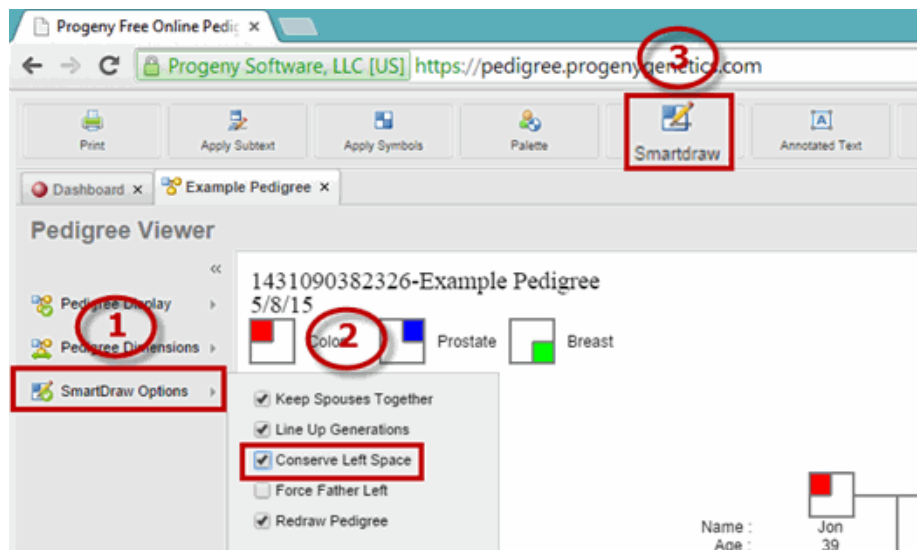 Progeny Free Online Pedig
Progeny Software, LLC [US] https://pedigree.progenygenetics.com
3
Print Apply Subtext Apply Symbols Palette Smartdraw Annotated Text
Dashboard Example Pedigree
Pedigree Viewer
1431090382326-Example Pedigree
5/8/15
Pedigree Display
1
Colon 2 Prostate Breast
Pedigree Dimensions
SmartDraw Options
Keep Spouses Together
Line Up Generations
Conserve Left Space
Force Father Left
Redraw Pedigree
Name : Jon
Age : 39